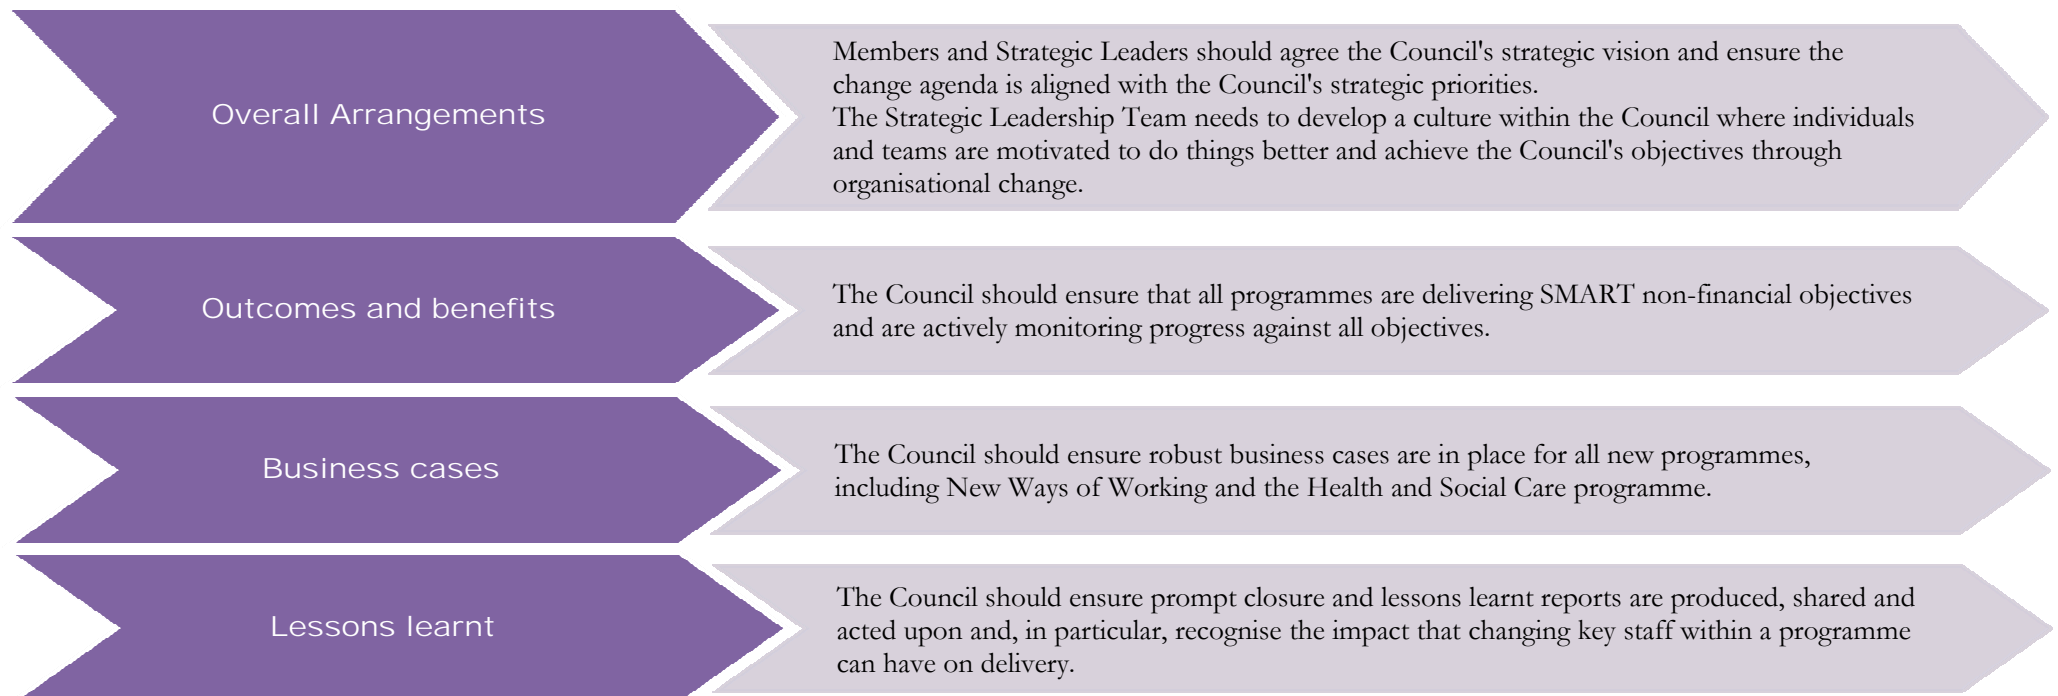 Overall Arrangements
Members and Strategic Leaders should agree the Council's strategic vision and ensure the
change agenda is aligned with the Council's strategic priorities.
The Strategic Leadership Team needs to develop a culture within the Council where individuals
and teams are motivated to do things better and achieve the Council's objectives through
organisational change.
Outcomes and benefits
The Council should ensure that all programmes are delivering SMART non-financial objectives
and are actively monitoring progress against all objectives.
Business cases
The Council should ensure robust business cases are in place for all new programmes,
including New Ways of Working and the Health and Social Care programme.
Lessons learnt
The Council should ensure prompt closure and lessons learnt reports are produced, shared and
acted upon and, in particular, recognise the impact that changing key staff within a programme
can have on delivery.